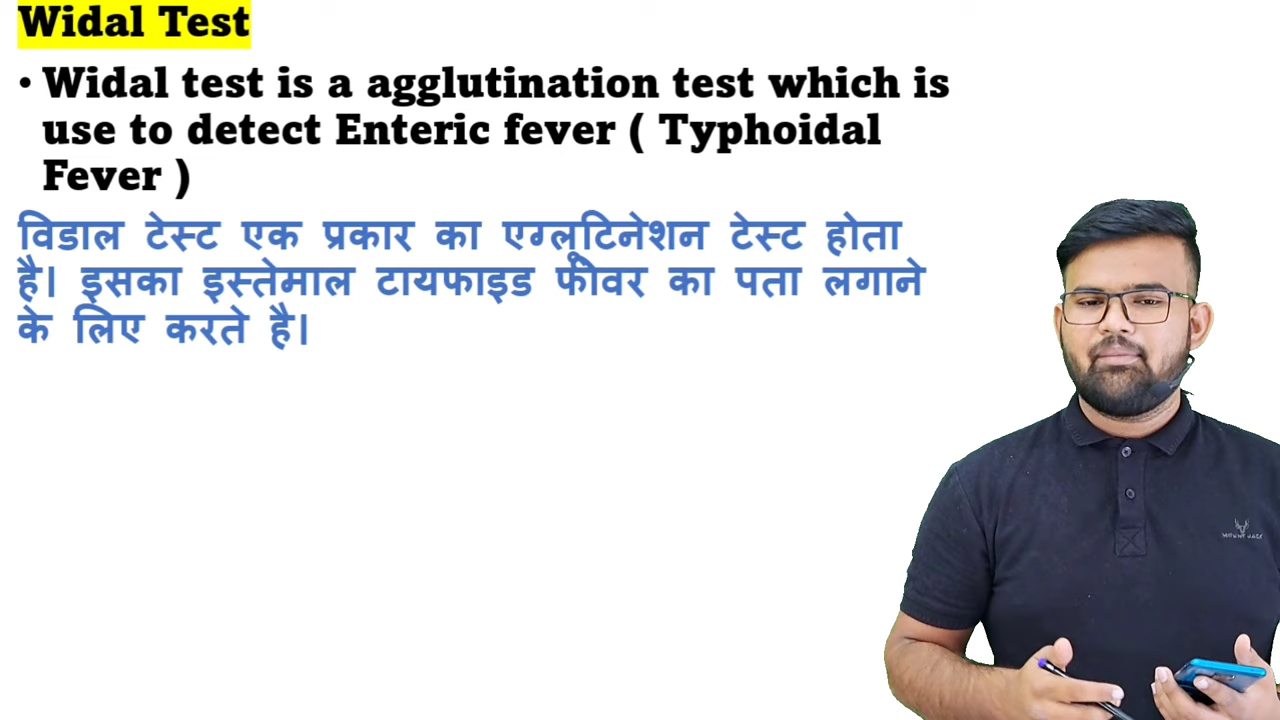 Widal Test
• Widal test is a agglutination test which is
use to detect Enteric fever ( Typhoidal
Fever )
विडाल टेस्ट एक प्रकार का एग्लूटिनेशन टेस्ट होता
है। इसका इस्तेमाल टायफाइड फीवर का पता लगाने
के लिए करते है।